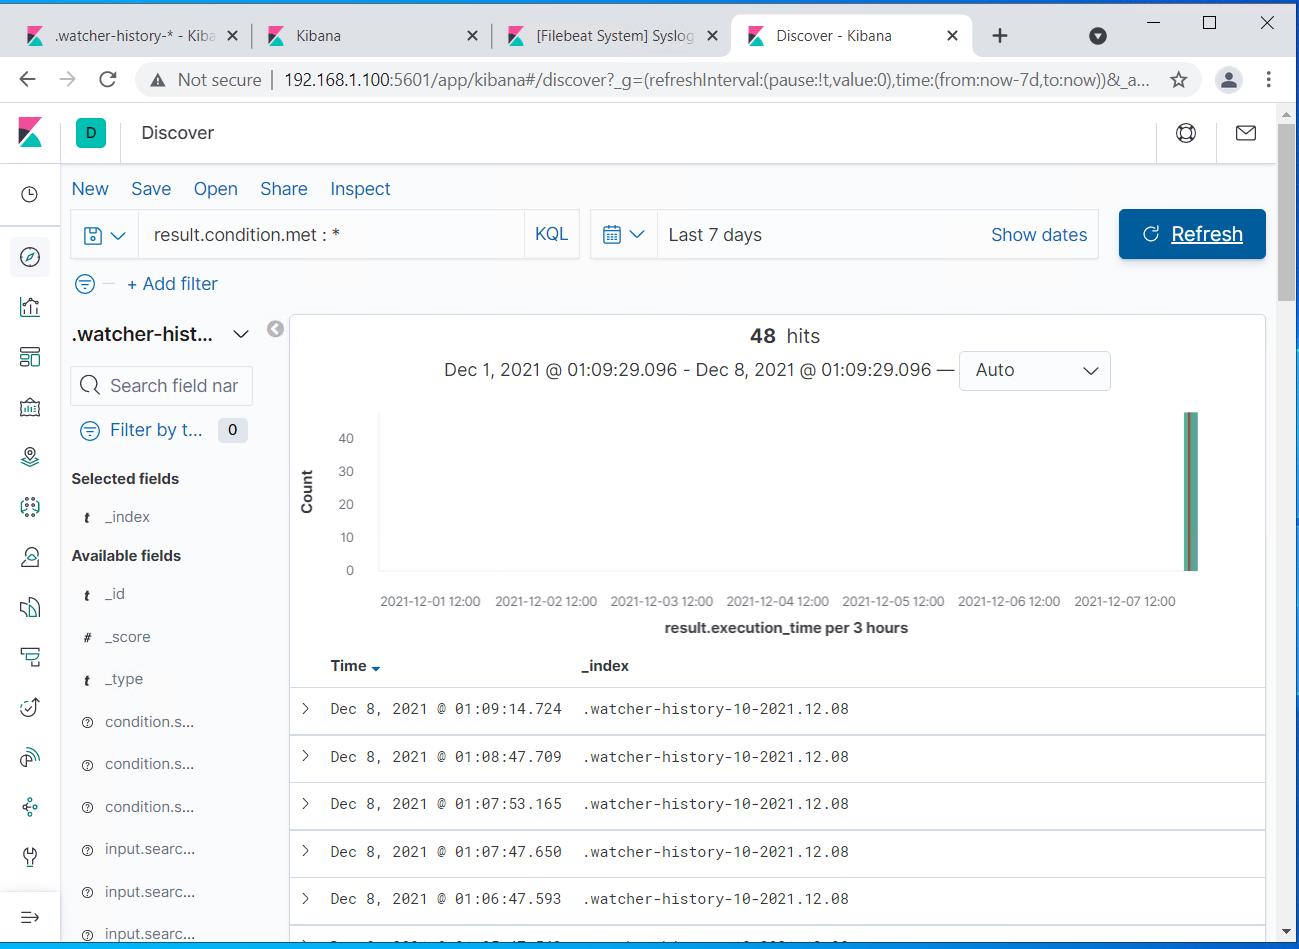 .watcher-history-* - Kiba
Kibana
[Filebeat System] Syslog
Discover - Kibana
Not secure
192.168.1.100:5601/app/kibana#/discover?_g=(refreshInterval:(pause:!t,value:0),time:(from:now-7d,to:now))&_a...
D
Discover
New Save Open Share Inspect
result.condition.met : * KQL
Last 7 days Show dates
Refresh
+ Add filter
.watcher-hist...
Search field nar
Filter by t... 0
Selected fields
t _index
Available fields
t _id
# _score
t _type
? condition.s...
? condition.s...
? condition.s...
? input.searc...
? input.searc...
? input.searc...
48 hits
Dec 1, 2021 @ 01:09:29.096 - Dec 8, 2021 @ 01:09:29.096 — Auto
Count
40
30
20
10
0
2021-12-01 12:00 2021-12-02 12:00 2021-12-03 12:00 2021-12-04 12:00 2021-12-05 12:00 2021-12-06 12:00 2021-12-07 12:00
result.execution_time per 3 hours
Time _index
Dec 8, 2021 @ 01:09:14.724 .watcher-history-10-2021.12.08
Dec 8, 2021 @ 01:08:47.709 .watcher-history-10-2021.12.08
Dec 8, 2021 @ 01:07:53.165 .watcher-history-10-2021.12.08
Dec 8, 2021 @ 01:07:47.650 .watcher-history-10-2021.12.08
Dec 8, 2021 @ 01:06:47.593 .watcher-history-10-2021.12.08